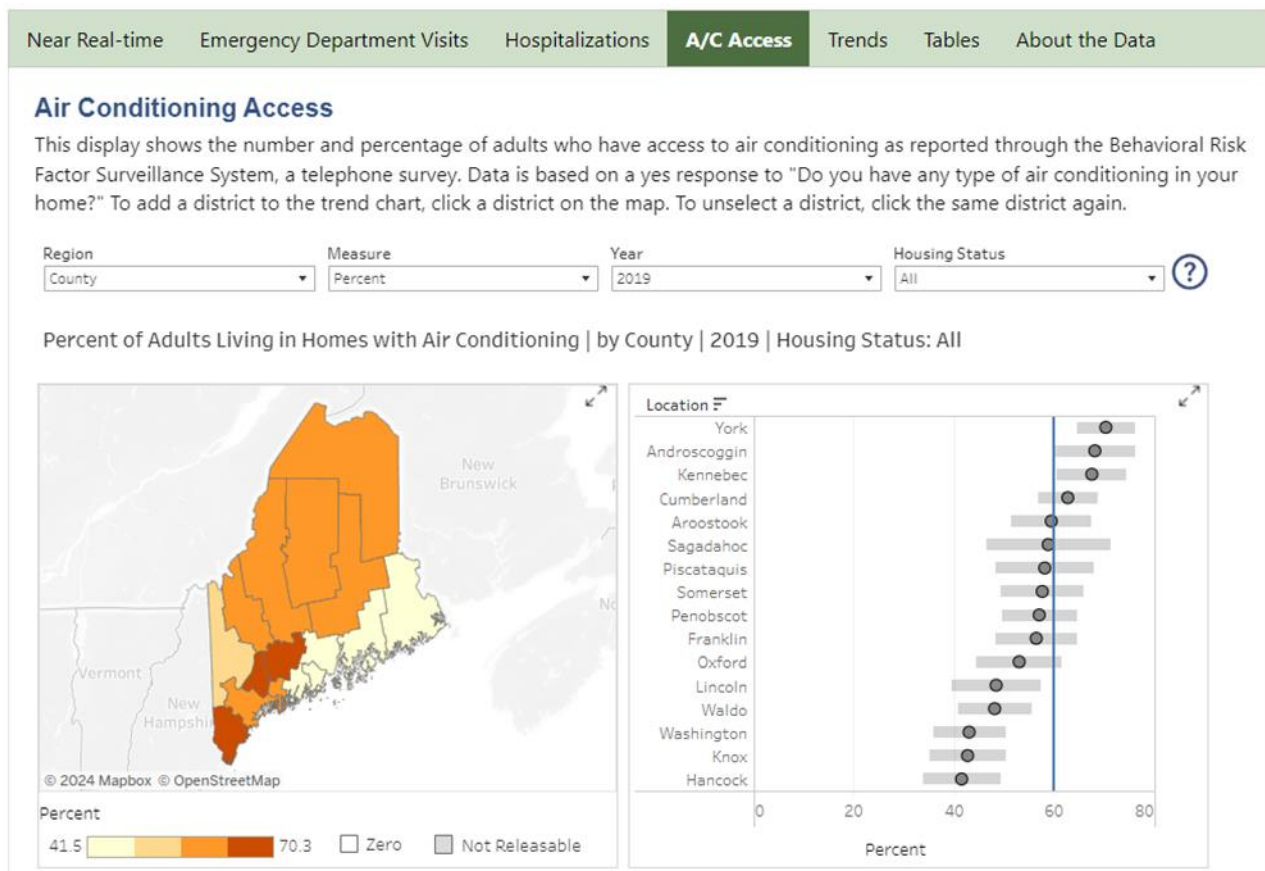 Near Real-time Emergency Department Visits Hospitalizations A/C Access Trends Tables About the Data
Air Conditioning Access
This display shows the number and percentage of adults who have access to air conditioning as reported through the Behavioral Risk
Factor Surveillance System, a telephone survey. Data is based on a yes response to "Do you have any type of air conditioning in your
home?" To add a district to the trend chart, click a district on the map. To unselect a district, click the same district again.
Region Measure Year Housing Status
County Percent 2019 All ?
Percent of Adults Living in Homes with Air Conditioning | by County | 2019 | Housing Status: All
New
Brunswick
Vermont
New
© 2024 Mapbox © OpenStreetMap
Percent
41.5 70.3 Zero Not Releasable
Location
York
Androscoggin
Kennebec
Cumberland
Aroostook
Sagadahoc
Piscataquis
Somerset
Penobscot
Franklin
Oxford
Lincoln
Waldo
Washington
Knox
Hancock
0 20 40 60 80
Percent